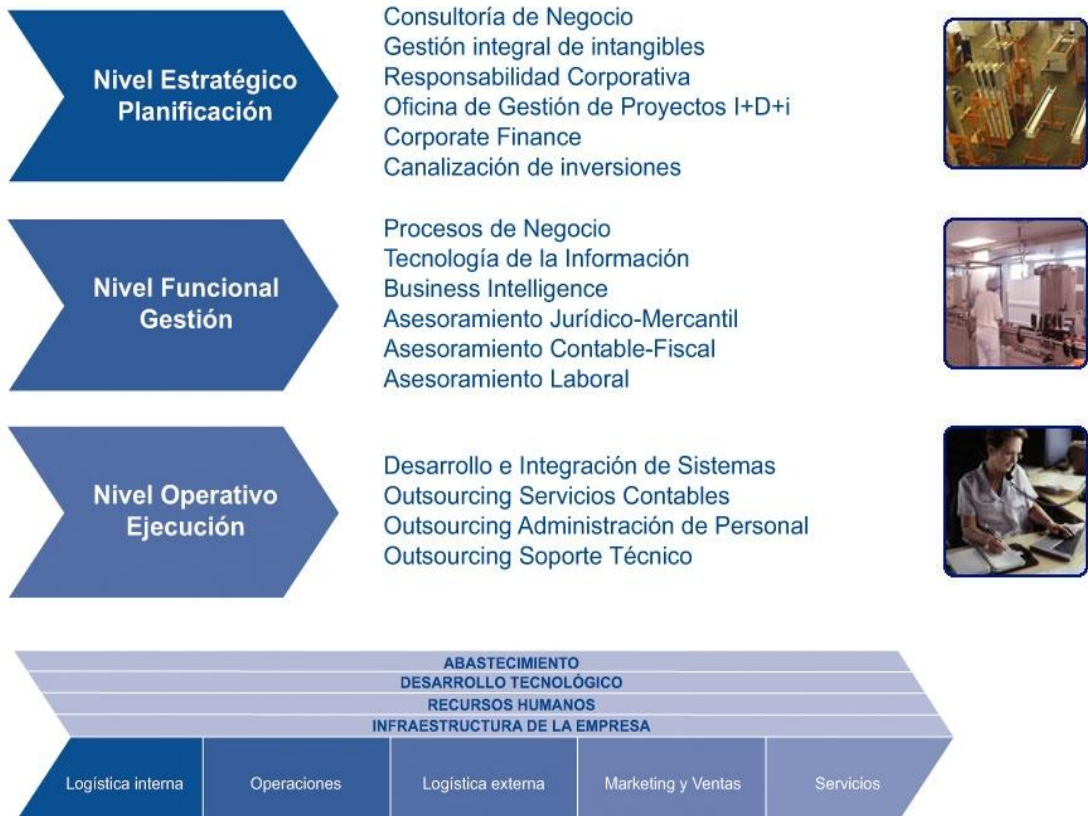 Nivel Estratégico
Planificación
Consultoría de Negocio
Gestión integral de intangibles
Responsabilidad Corporativa
Oficina de Gestión de Proyectos I+D+i
Corporate Finance
Canalización de inversiones
Nivel Funcional
Gestión
Procesos de Negocio
Tecnología de la Información
Business Intelligence
Asesoramiento Jurídico-Mercantil
Asesoramiento Contable-Fiscal
Asesoramiento Laboral
Nivel Operativo
Ejecución
Desarrollo e Integración de Sistemas
Outsourcing Servicios Contables
Outsourcing Administración de Personal
Outsourcing Soporte Técnico
ABASTECIMIENTO
DESARROLLO TECNOLÓGICO
RECURSOS HUMANOS
INFRAESTRUCTURA DE LA EMPRESA
Logística interna
Operaciones
Logística externa
Marketing y Ventas
Servicios